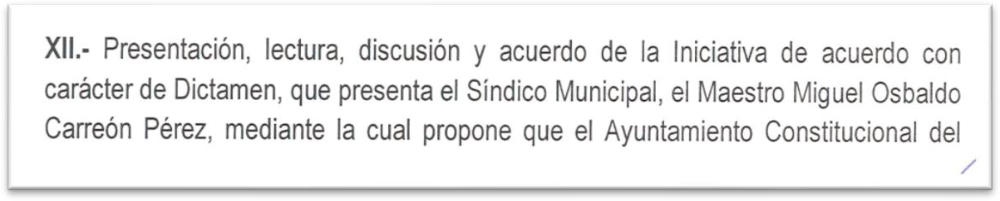 XII.- Presentación, lectura, discusión y acuerdo de la Iniciativa de acuerdo con
carácter de Dictamen, que presenta el Síndico Municipal, el Maestro Miguel Osbaldo
Carreón Pérez, mediante la cual propone que el Ayuntamiento Constitucional del